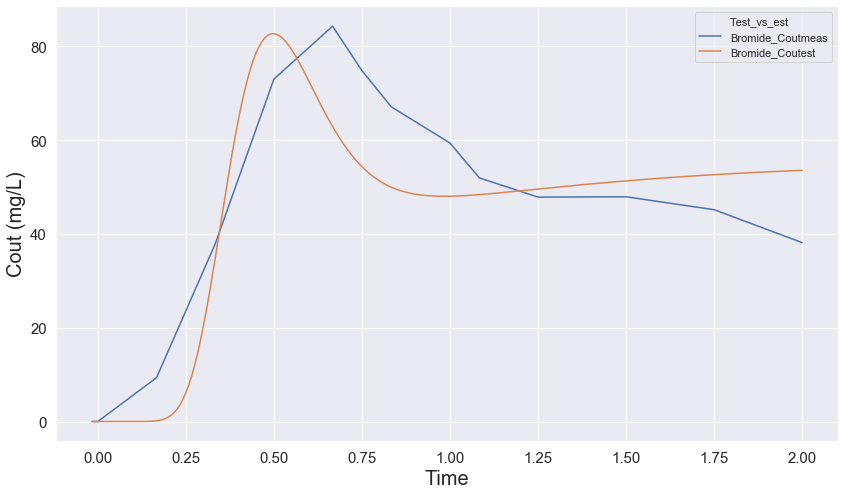 Test_vs_est
Bromide_Coutmeas
Bromide_Coutest
80
60
40
20
0
Cout (mg/L)
0.00 0.25 0.50 0.75 1.00 1.25 1.50 1.75 2.00
Time